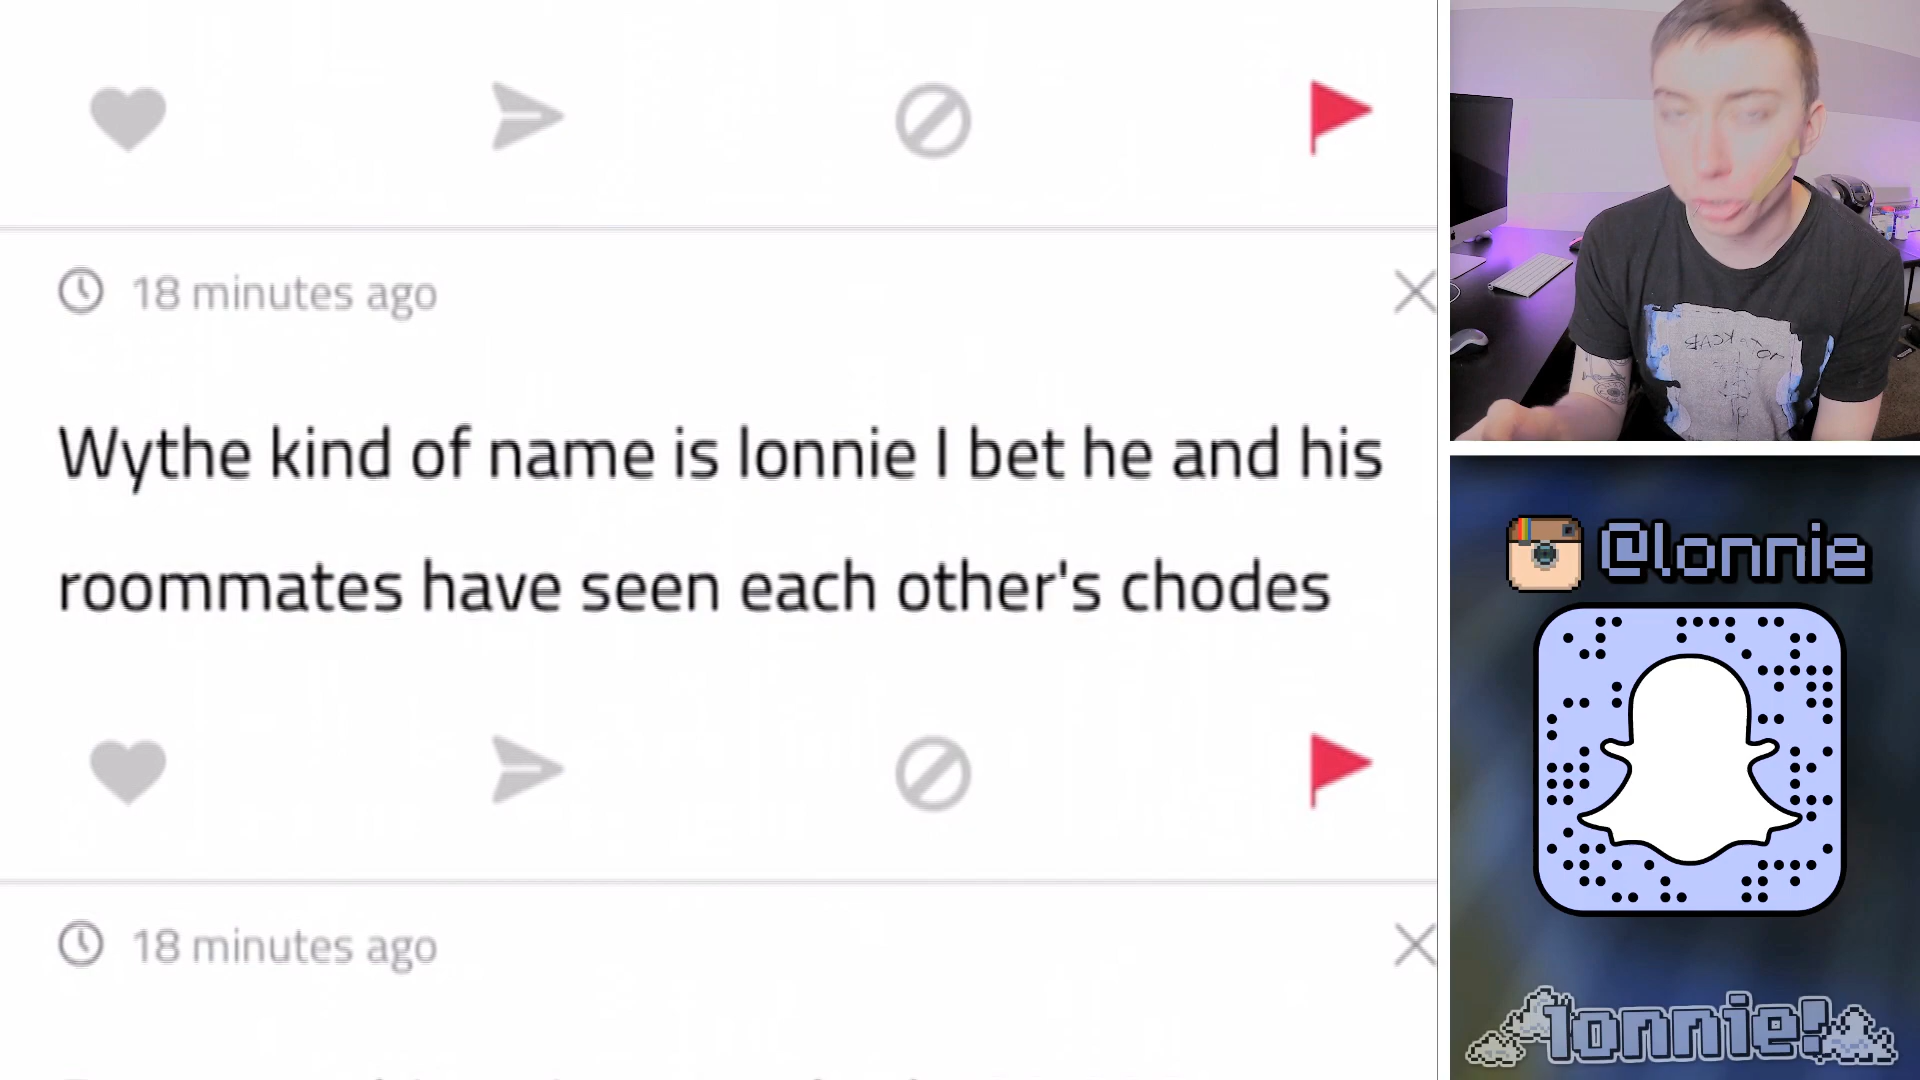 18 minutes ago
Wythe kind of name is lonnie I bet he and his
roommates have seen each other's chodes
18 minutes ago
@lonnie
lonnie!